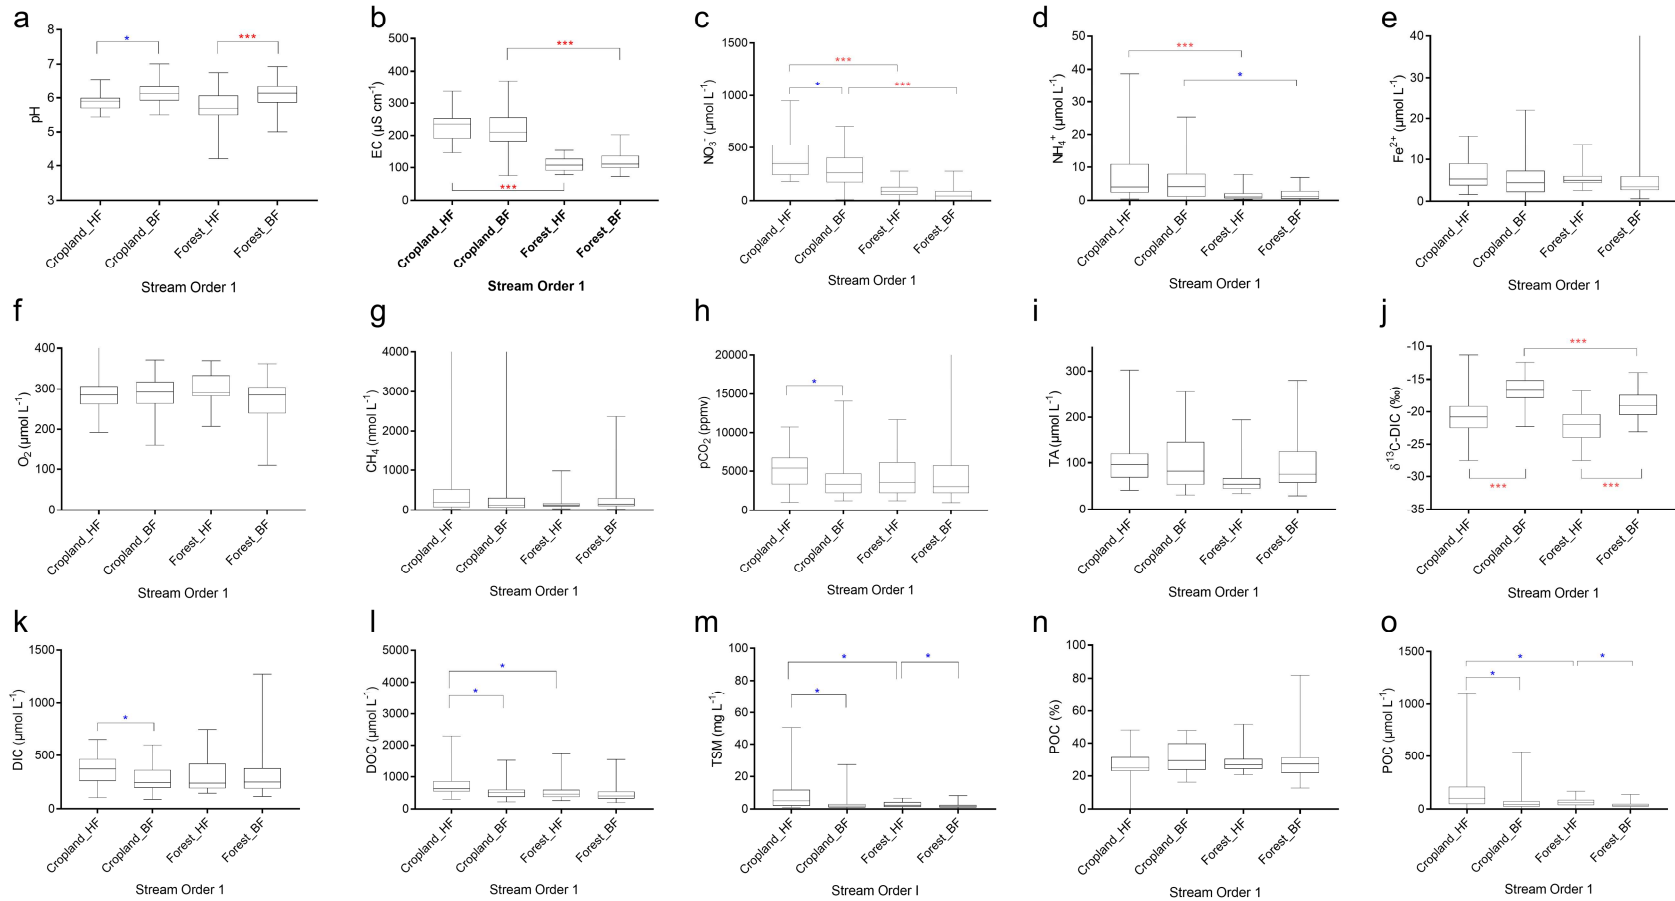 a
8
7
6
5
4
3
pH
*
***
Cropland_HF
Cropland_BF
Forest_HF
Forest_BF
Stream Order 1
b
500
400
300
200
100
0
EC (µS cm⁻¹)
***
***
Cropland_HF
Cropland_BF
Forest_HF
Forest_BF
Stream Order 1
c
1500
1000
500
0
NO₃⁻ (µmol L⁻¹)
***
*
***
Cropland_HF
Cropland_BF
Forest_HF
Forest_BF
Stream Order 1
d
50
40
30
20
10
0
NH₄⁺ (µmol L⁻¹)
***
*
Cropland_HF
Cropland_BF
Forest_HF
Forest_BF
Stream Order 1
e
40
30
20
10
0
Fe²⁺ (µmol L⁻¹)
Cropland_HF
Cropland_BF
Forest_HF
Forest_BF
Stream Order 1
f
400
300
200
100
0
O₂ (µmol L⁻¹)
Cropland_HF
Cropland_BF
Forest_HF
Forest_BF
Stream Order 1
g
4000
3000
2000
1000
0
CH₄ (nmol L⁻¹)
Cropland_HF
Cropland_BF
Forest_HF
Forest_BF
Stream Order 1
h
20000
15000
10000
5000
0
pCO₂ (ppmv)
*
Cropland_HF
Cropland_BF
Forest_HF
Forest_BF
Stream Order 1
i
300
200
100
0
TA (µmol L⁻¹)
Cropland_HF
Cropland_BF
Forest_HF
Forest_BF
Stream Order 1
j
-10
-15
-20
-25
-30
-35
δ¹³C-DIC (‰)
***
***
***
Cropland_HF
Cropland_BF
Forest_HF
Forest_BF
Stream Order 1
k
1500
1000
500
0
DIC (µmol L⁻¹)
*
Cropland_HF
Cropland_BF
Forest_HF
Forest_BF
Stream Order 1
l
5000
4000
3000
2000
1000
0
DOC (µmol L⁻¹)
*
*
Cropland_HF
Cropland_BF
Forest_HF
Forest_BF
Stream Order 1
m
100
80
60
40
20
0
TSM (mg L⁻¹)
*
*
*
Cropland_HF
Cropland_BF
Forest_HF
Forest_BF
Stream Order I
n
100
80
60
40
20
0
POC (%)
Cropland_HF
Cropland_BF
Forest_HF
Forest_BF
Stream Order 1
o
1500
1000
500
0
POC (µmol L⁻¹)
*
*
*
Cropland_HF
Cropland_BF
Forest_HF
Forest_BF
Stream Order 1